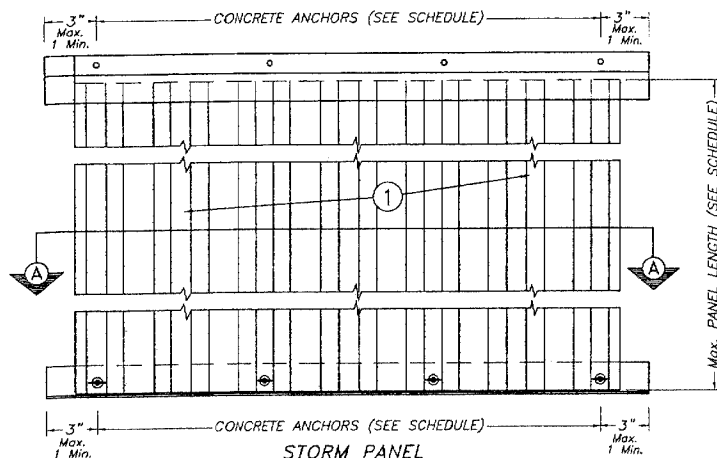 3" CONCRETE ANCHORS (SEE SCHEDULE) 3"
Max. Max.
1 Min. 1 Min.
1
A A
Max. PANEL LENGTH (SEE SCHEDULE)
3" CONCRETE ANCHORS (SEE SCHEDULE) 3"
Max. Max.
1 Min. 1 Min.
STORM PANEL